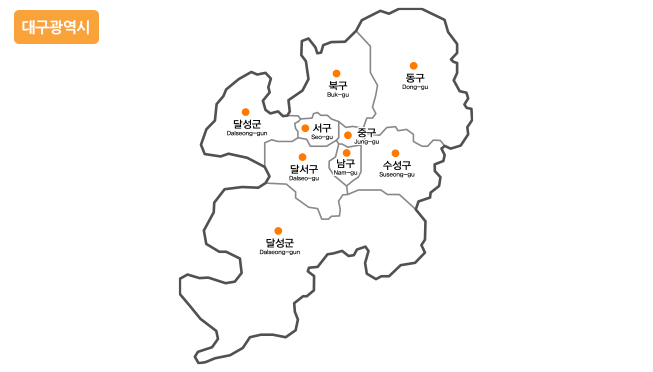 대구광역시
북구
Buk-gu
동구
Dong-gu
달성군
Dalseong-gun
서구
Seo-gu
중구
Jung-gu
달서구
Dalseo-gu
남구
Nam-gu
수성구
Suseong-gu
달성군
Dalseong-gun